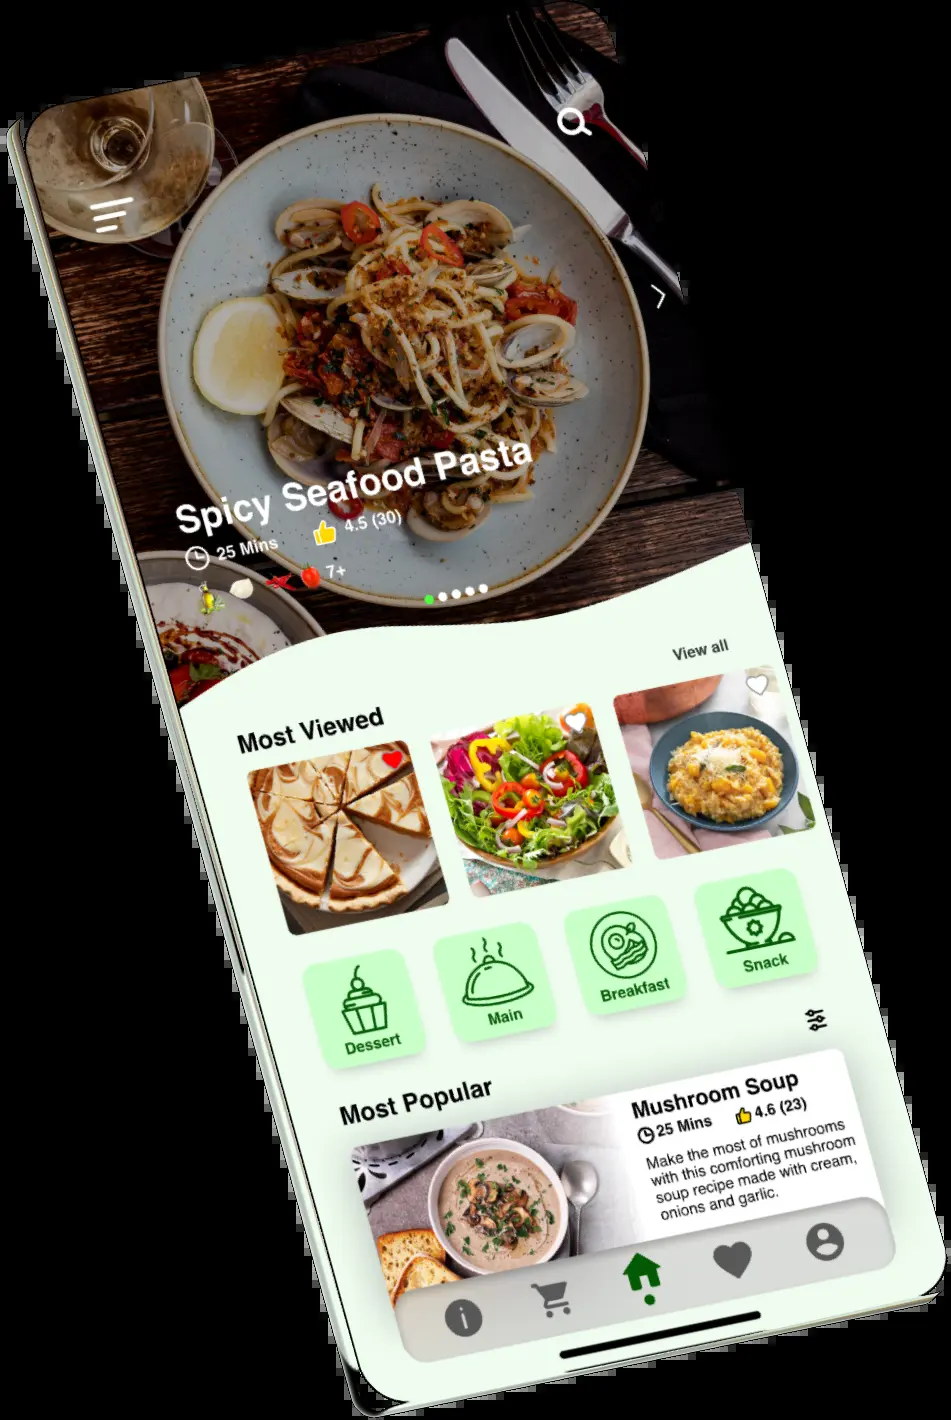 Spicy Seafood Pasta
25 Mins 4.5 (30)
7+
View all
Most Viewed
Dessert
Main
Breakfast
Snack
Most Popular
Mushroom Soup
25 Mins 4.6 (23)
Make the most of mushrooms
with this comforting mushroom
soup recipe made with cream,
onions and garlic.